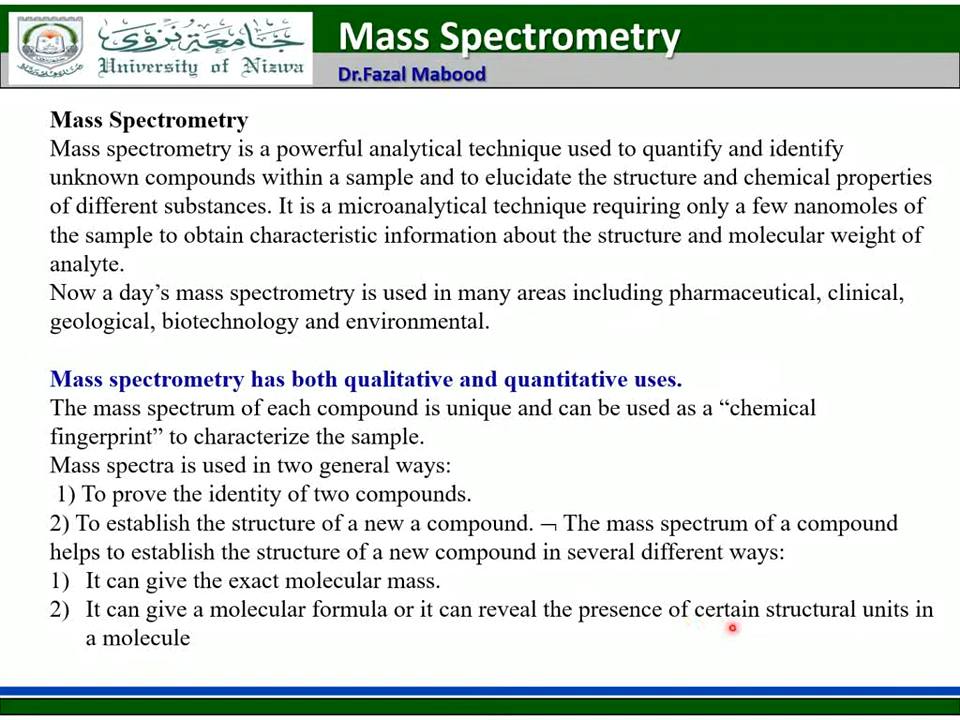 Mass Spectrometry
جامعة نزوى
University of Nizwa
Dr.Fazal Mabood
Mass Spectrometry
Mass spectrometry is a powerful analytical technique used to quantify and identify
unknown compounds within a sample and to elucidate the structure and chemical properties
of different substances. It is a microanalytical technique requiring only a few nanomoles of
the sample to obtain characteristic information about the structure and molecular weight of
analyte.
Now a day’s mass spectrometry is used in many areas including pharmaceutical, clinical,
geological, biotechnology and environmental.
Mass spectrometry has both qualitative and quantitative uses.
The mass spectrum of each compound is unique and can be used as a “chemical
fingerprint” to characterize the sample.
Mass spectra is used in two general ways:
1) To prove the identity of two compounds.
2) To establish the structure of a new a compound. ¬ The mass spectrum of a compound
helps to establish the structure of a new compound in several different ways:
1) It can give the exact molecular mass.
2) It can give a molecular formula or it can reveal the presence of certain structural units in
a molecule